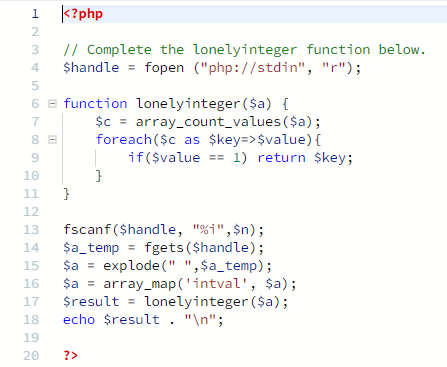 1 <?php
2
3 // Complete the lonelyinteger function below.
4 $handle = fopen ("php://stdin", "r");
5
6 function lonelyinteger($a) {
7     $c = array_count_values($a);
8     foreach($c as $key=>$value){
9         if($value == 1) return $key;
10     }
11 }
12
13 fscanf($handle, "%i",$n);
14 $a_temp = fgets($handle);
15 $a = explode(" ",$a_temp);
16 $a = array_map('intval', $a);
17 $result = lonelyinteger($a);
18 echo $result . "\n";
19
20 ?>